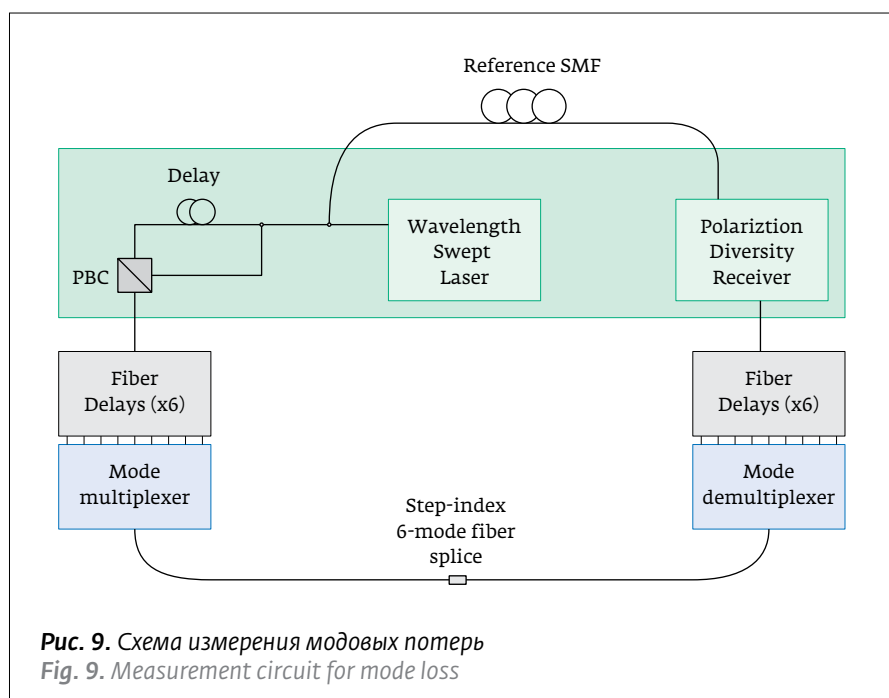 Reference SMF
Delay
Wavelength
Swept
Laser
Polariztion
Diversity
Receiver
PBC
Fiber
Delays (x6)
Fiber
Delays (x6)
Mode
multiplexer
Mode
demultiplexer
Step-index
6-mode fiber
splice
Рис. 9. Схема измерения модовых потерь
Fig. 9. Measurement circuit for mode loss